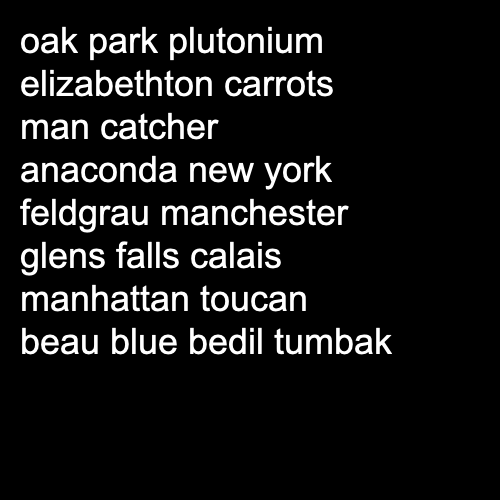 oak park plutonium
elizabethton carrots
man catcher
anaconda new york
feldgrau manchester
glens falls calais
manhattan toucan
beau blue bedil tumbak